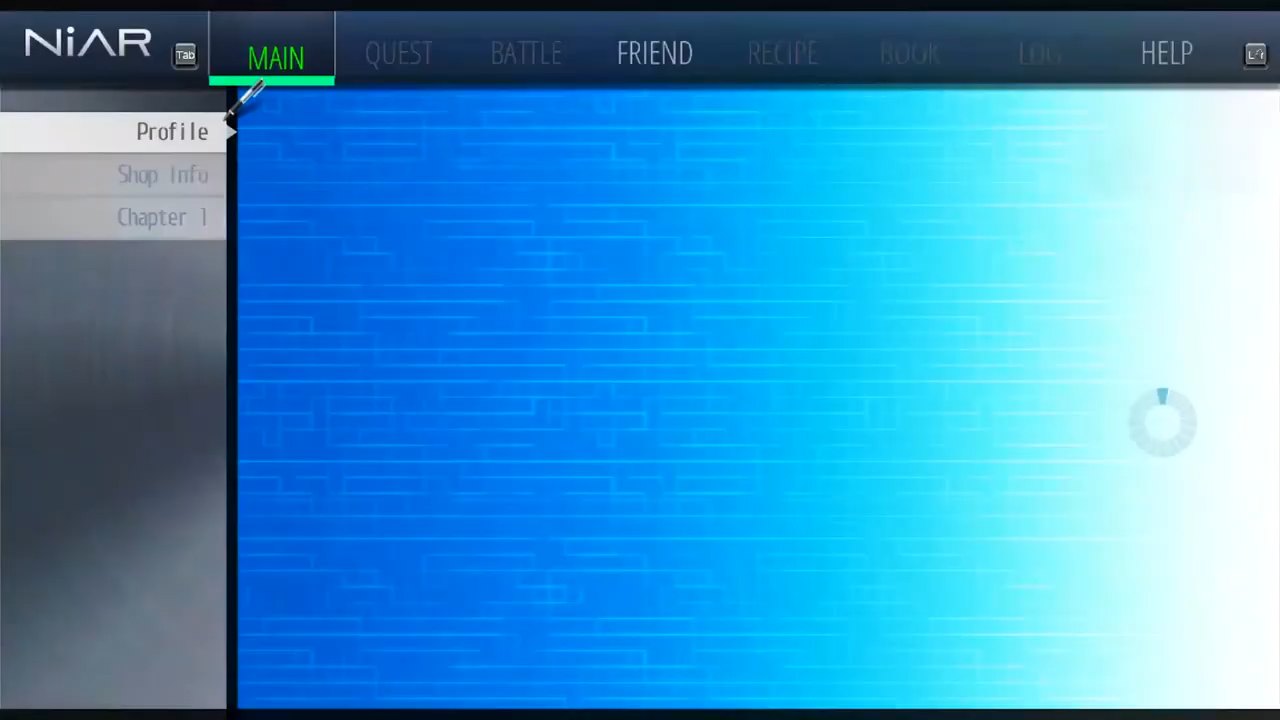 NiAR
Tab
MAIN
QUEST
BATTLE
FRIEND
RECIPE
BOOK
LOG
HELP
Profile
Shop Info
Chapter 1